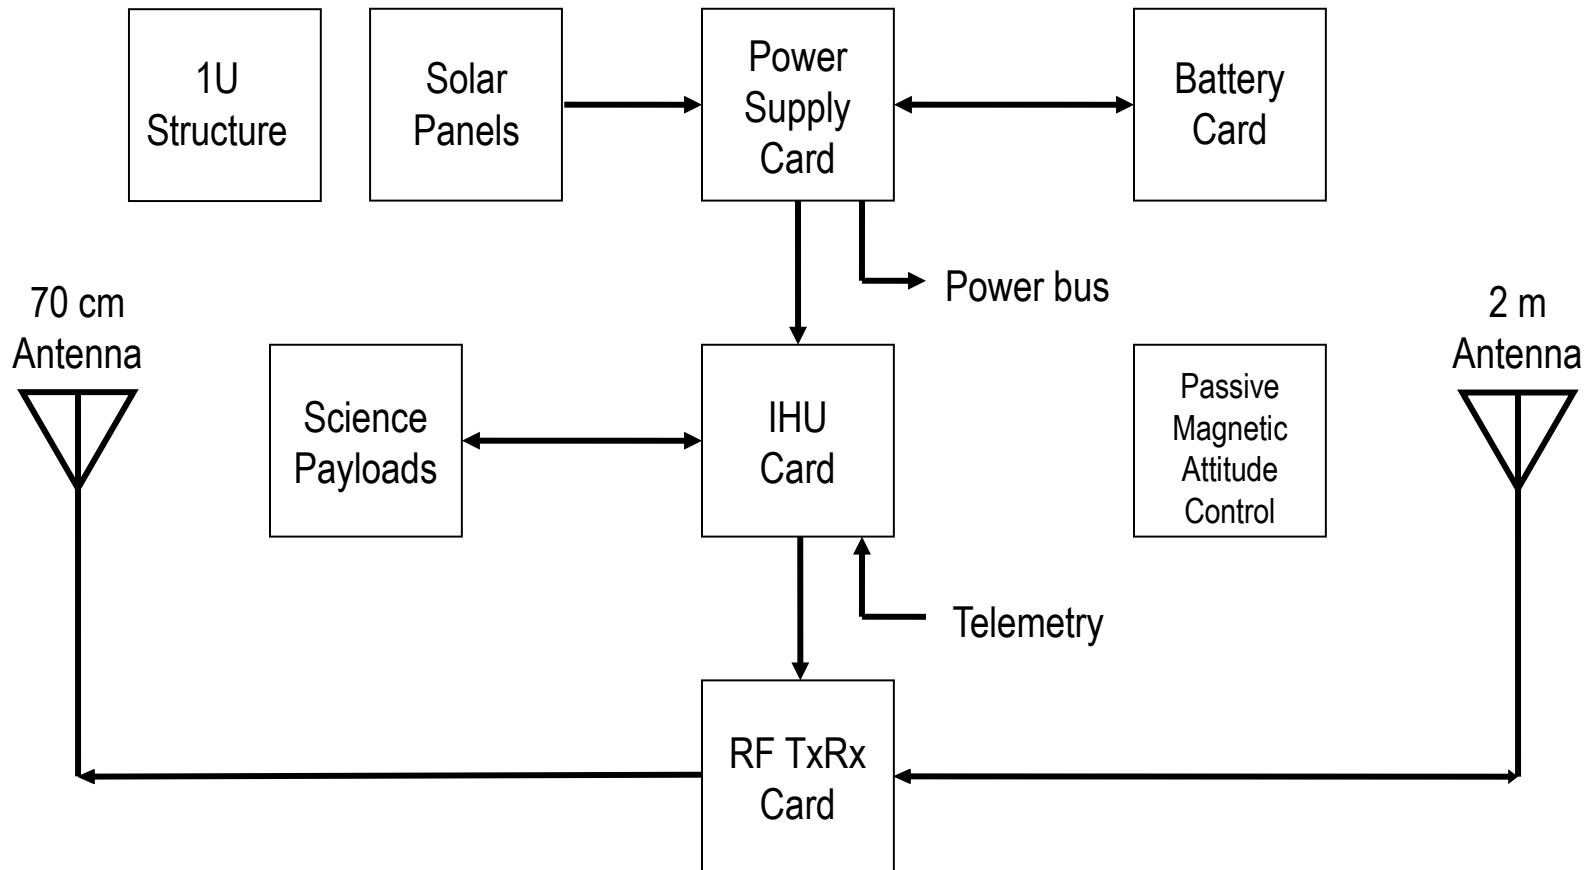 1U
Structure
Solar
Panels
Power
Supply
Card
Battery
Card
Power bus
70 cm
Antenna
2 m
Antenna
Science
Payloads
IHU
Card
Passive
Magnetic
Attitude
Control
Telemetry
RF TxRx
Card